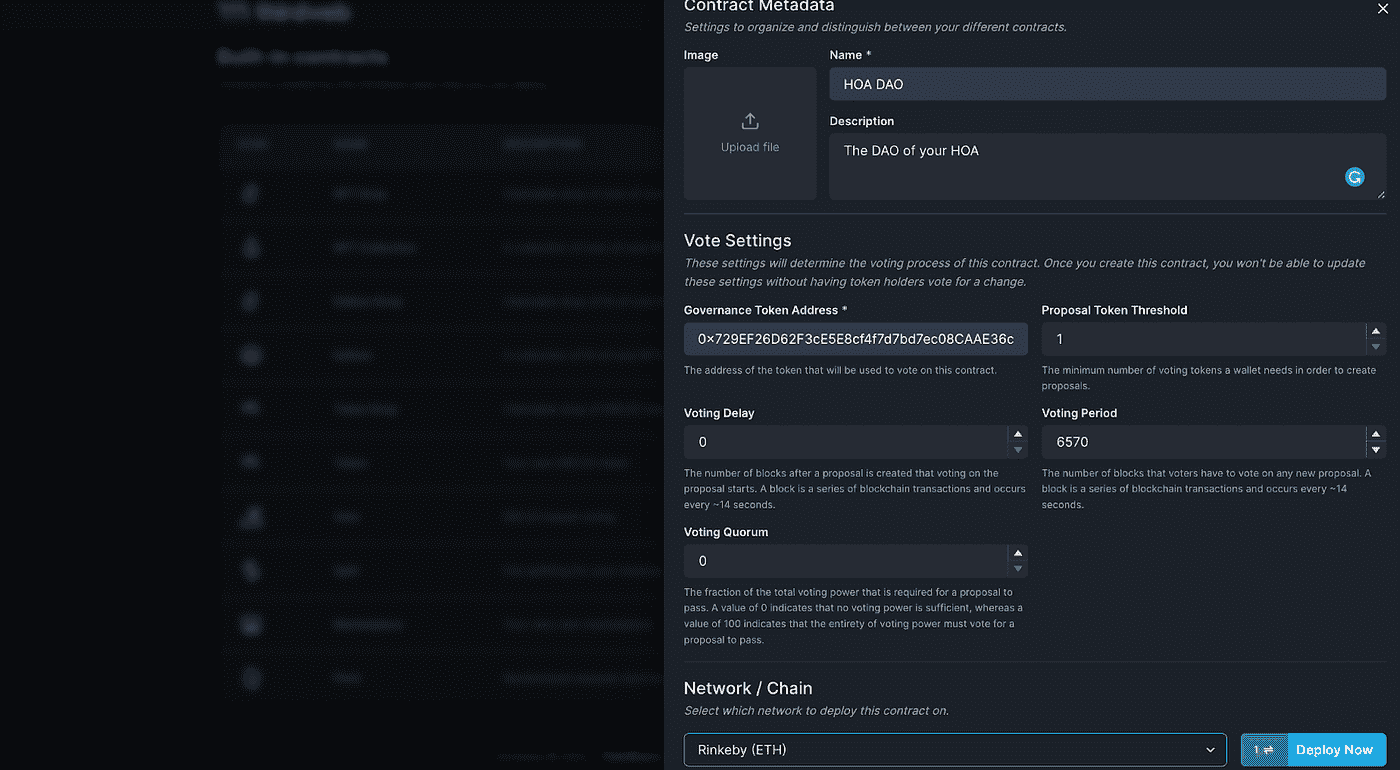 Contract Metadata
Settings to organize and distinguish between your different contracts.
Image
Name *
HOA DAO
Upload file
Description
The DAO of your HOA
Vote Settings
These settings will determine the voting process of this contract. Once you create this contract, you won't be able to update
these settings without having token holders vote for a change.
Governance Token Address *
0x729EF26D62F3cE5E8cf4f7d7bd7ec08CAAE36c
The address of the token that will be used to vote on this contract.
Proposal Token Threshold
1
The minimum number of voting tokens a wallet needs in order to create
proposals.
Voting Delay
0
The number of blocks after a proposal is created that voting on the
proposal starts. A block is a series of blockchain transactions and occurs
every ~14 seconds.
Voting Period
6570
The number of blocks that voters have to vote on any new proposal. A
block is a series of blockchain transactions and occurs every ~14
seconds.
Voting Quorum
0
The fraction of the total voting power that is required for a proposal to
pass. A value of 0 indicates that no voting power is sufficient, whereas a
value of 100 indicates that the entirety of voting power must vote for a
proposal to pass.
Network / Chain
Select which network to deploy this contract on.
Rinkeby (ETH)
1
Deploy Now